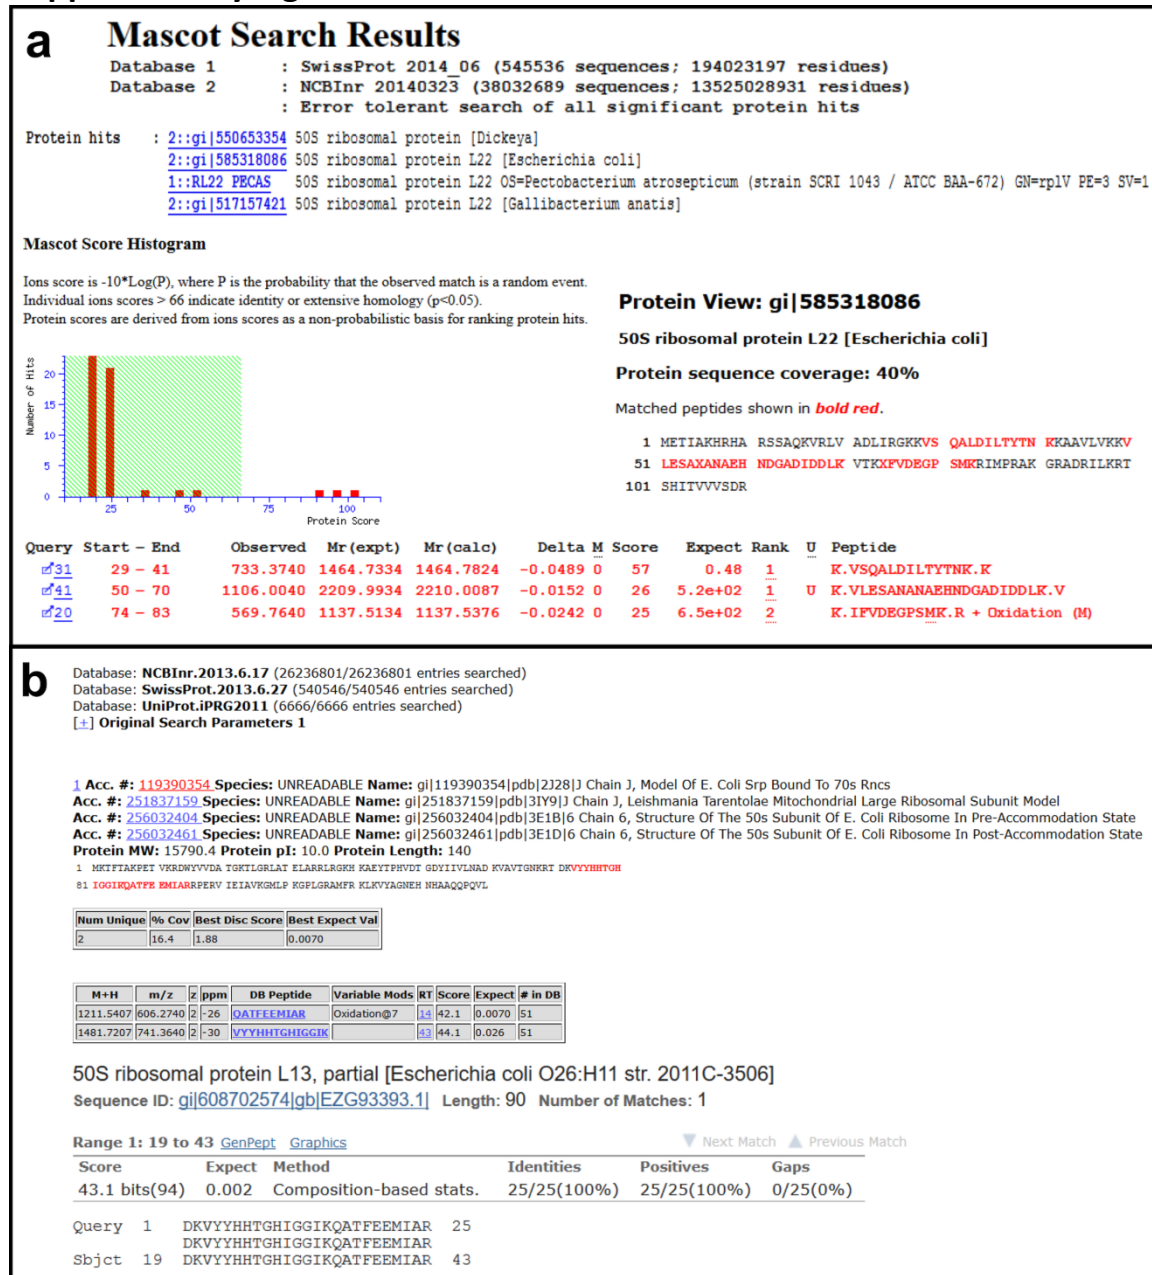 a
Mascot Search Results
Database 1 : SwissProt 2014_06 (545536 sequences; 194023197 residues)
Database 2 : NCBInr 20140323 (38032689 sequences; 13525028931 residues)
: Error tolerant search of all significant protein hits
Protein hits : 2::gi|550653354 50S ribosomal protein [Dickeya]
2::gi|585318086 50S ribosomal protein L22 [Escherichia coli]
1::RL22 PECAS 50S ribosomal protein L22 OS=Pectobacterium atrosepticum (strain SCRI 1043 / ATCC BAA-672) GN=rplV PE=3 SV=1
2::gi|517157421 50S ribosomal protein L22 [Gallibacterium anatis]
Mascot Score Histogram
Ions score is -10*Log(P), where P is the probability that the observed match is a random event.
Individual ions scores > 66 indicate identity or extensive homology (p<0.05).
Protein scores are derived from ions scores as a non-probabilistic basis for ranking protein hits.
Number of Hits
20
15
10
5
0
25 50 75 100
Protein Score
Protein View: gi|585318086
50S ribosomal protein L22 [Escherichia coli]
Protein sequence coverage: 40%
Matched peptides shown in bold red.
1 METIAKHRHA RSSAQKVRLV ADLIRGKKVS QALDILTYTN KKAAVLVKKV
51 LESAXANAEH NDGADIDDLK VTKXFVDEGP SMKRIMPRAK GRADRILKRT
101 SHITVVVSDR
Query Start - End Observed Mr(expt) Mr(calc) Delta M Score Expect Rank U Peptide
31 29 - 41 733.3740 1464.7334 1464.7824 -0.0489 0 57 0.48 1 K.VSQALDILTYTNK.K
41 50 - 70 1106.0040 2209.9934 2210.0087 -0.0152 0 26 5.2e+02 1 U K.VLESANANAEHNDGADIDDLK.V
20 74 - 83 569.7640 1137.5134 1137.5376 -0.0242 0 25 6.5e+02 2 K.IFVDEGPSMK.R + Oxidation (M)
b
Database: NCBInr.2013.6.17 (26236801/26236801 entries searched)
Database: SwissProt.2013.6.27 (540546/540546 entries searched)
Database: UniProt.iPRG2011 (6666/6666 entries searched)
[+] Original Search Parameters 1
1 Acc. #: 119390354 Species: UNREADABLE Name: gi|119390354|pdb|2J28|J Chain J, Model Of E. Coli Srp Bound To 70s Rncs
Acc. #: 251837159 Species: UNREADABLE Name: gi|251837159|pdb|3IY9|J Chain J, Leishmania Tarentolae Mitochondrial Large Ribosomal Subunit Model
Acc. #: 256032404 Species: UNREADABLE Name: gi|256032404|pdb|3E1B|6 Chain 6, Structure Of The 50s Subunit Of E. Coli Ribosome In Pre-Accommodation State
Acc. #: 256032461 Species: UNREADABLE Name: gi|256032461|pdb|3E1D|6 Chain 6, Structure Of The 50s Subunit Of E. Coli Ribosome In Post-Accommodation State
Protein MW: 15790.4 Protein pI: 10.0 Protein Length: 140
1 MKTFTAKPET VKRDWYVVDA TGKTLGRLAT ELARRLRGKH KAEYTPHVDT GDYIIVLNAD KVAVTGNKRT DKVYYHHTGH
81 IGGIKQATFE EMIARRPERV IEIAVKGMLP KGPLGRAMFR KLKVYAGNEH NHAAQQPQVL
Num Unique % Cov Best Disc Score Best Expect Val
2 16.4 1.88 0.0070
M+H m/z z ppm DB Peptide Variable Mods RT Score Expect # in DB
1211.5407 606.2740 2 -26 QATFEEMIAR Oxidation@7 14 42.1 0.0070 51
1481.7207 741.3640 2 -30 VYYHHTGHIGGIK 43 44.1 0.026 51
50S ribosomal protein L13, partial [Escherichia coli O26:H11 str. 2011C-3506]
Sequence ID: gi|608702574|gb|EZG93393.1| Length: 90 Number of Matches: 1
Range 1: 19 to 43 GenPept Graphics Next Match Previous Match
Score Expect Method Identities Positives Gaps
43.1 bits(94) 0.002 Composition-based stats. 25/25(100%) 25/25(100%) 0/25(0%)
Query 1 DKVYYHHTGHIGGIKQATFEEMIAR 25
DKVYYHHTGHIGGIKQATFEEMIAR
Sbjct 19 DKVYYHHTGHIGGIKQATFEEMIAR 43